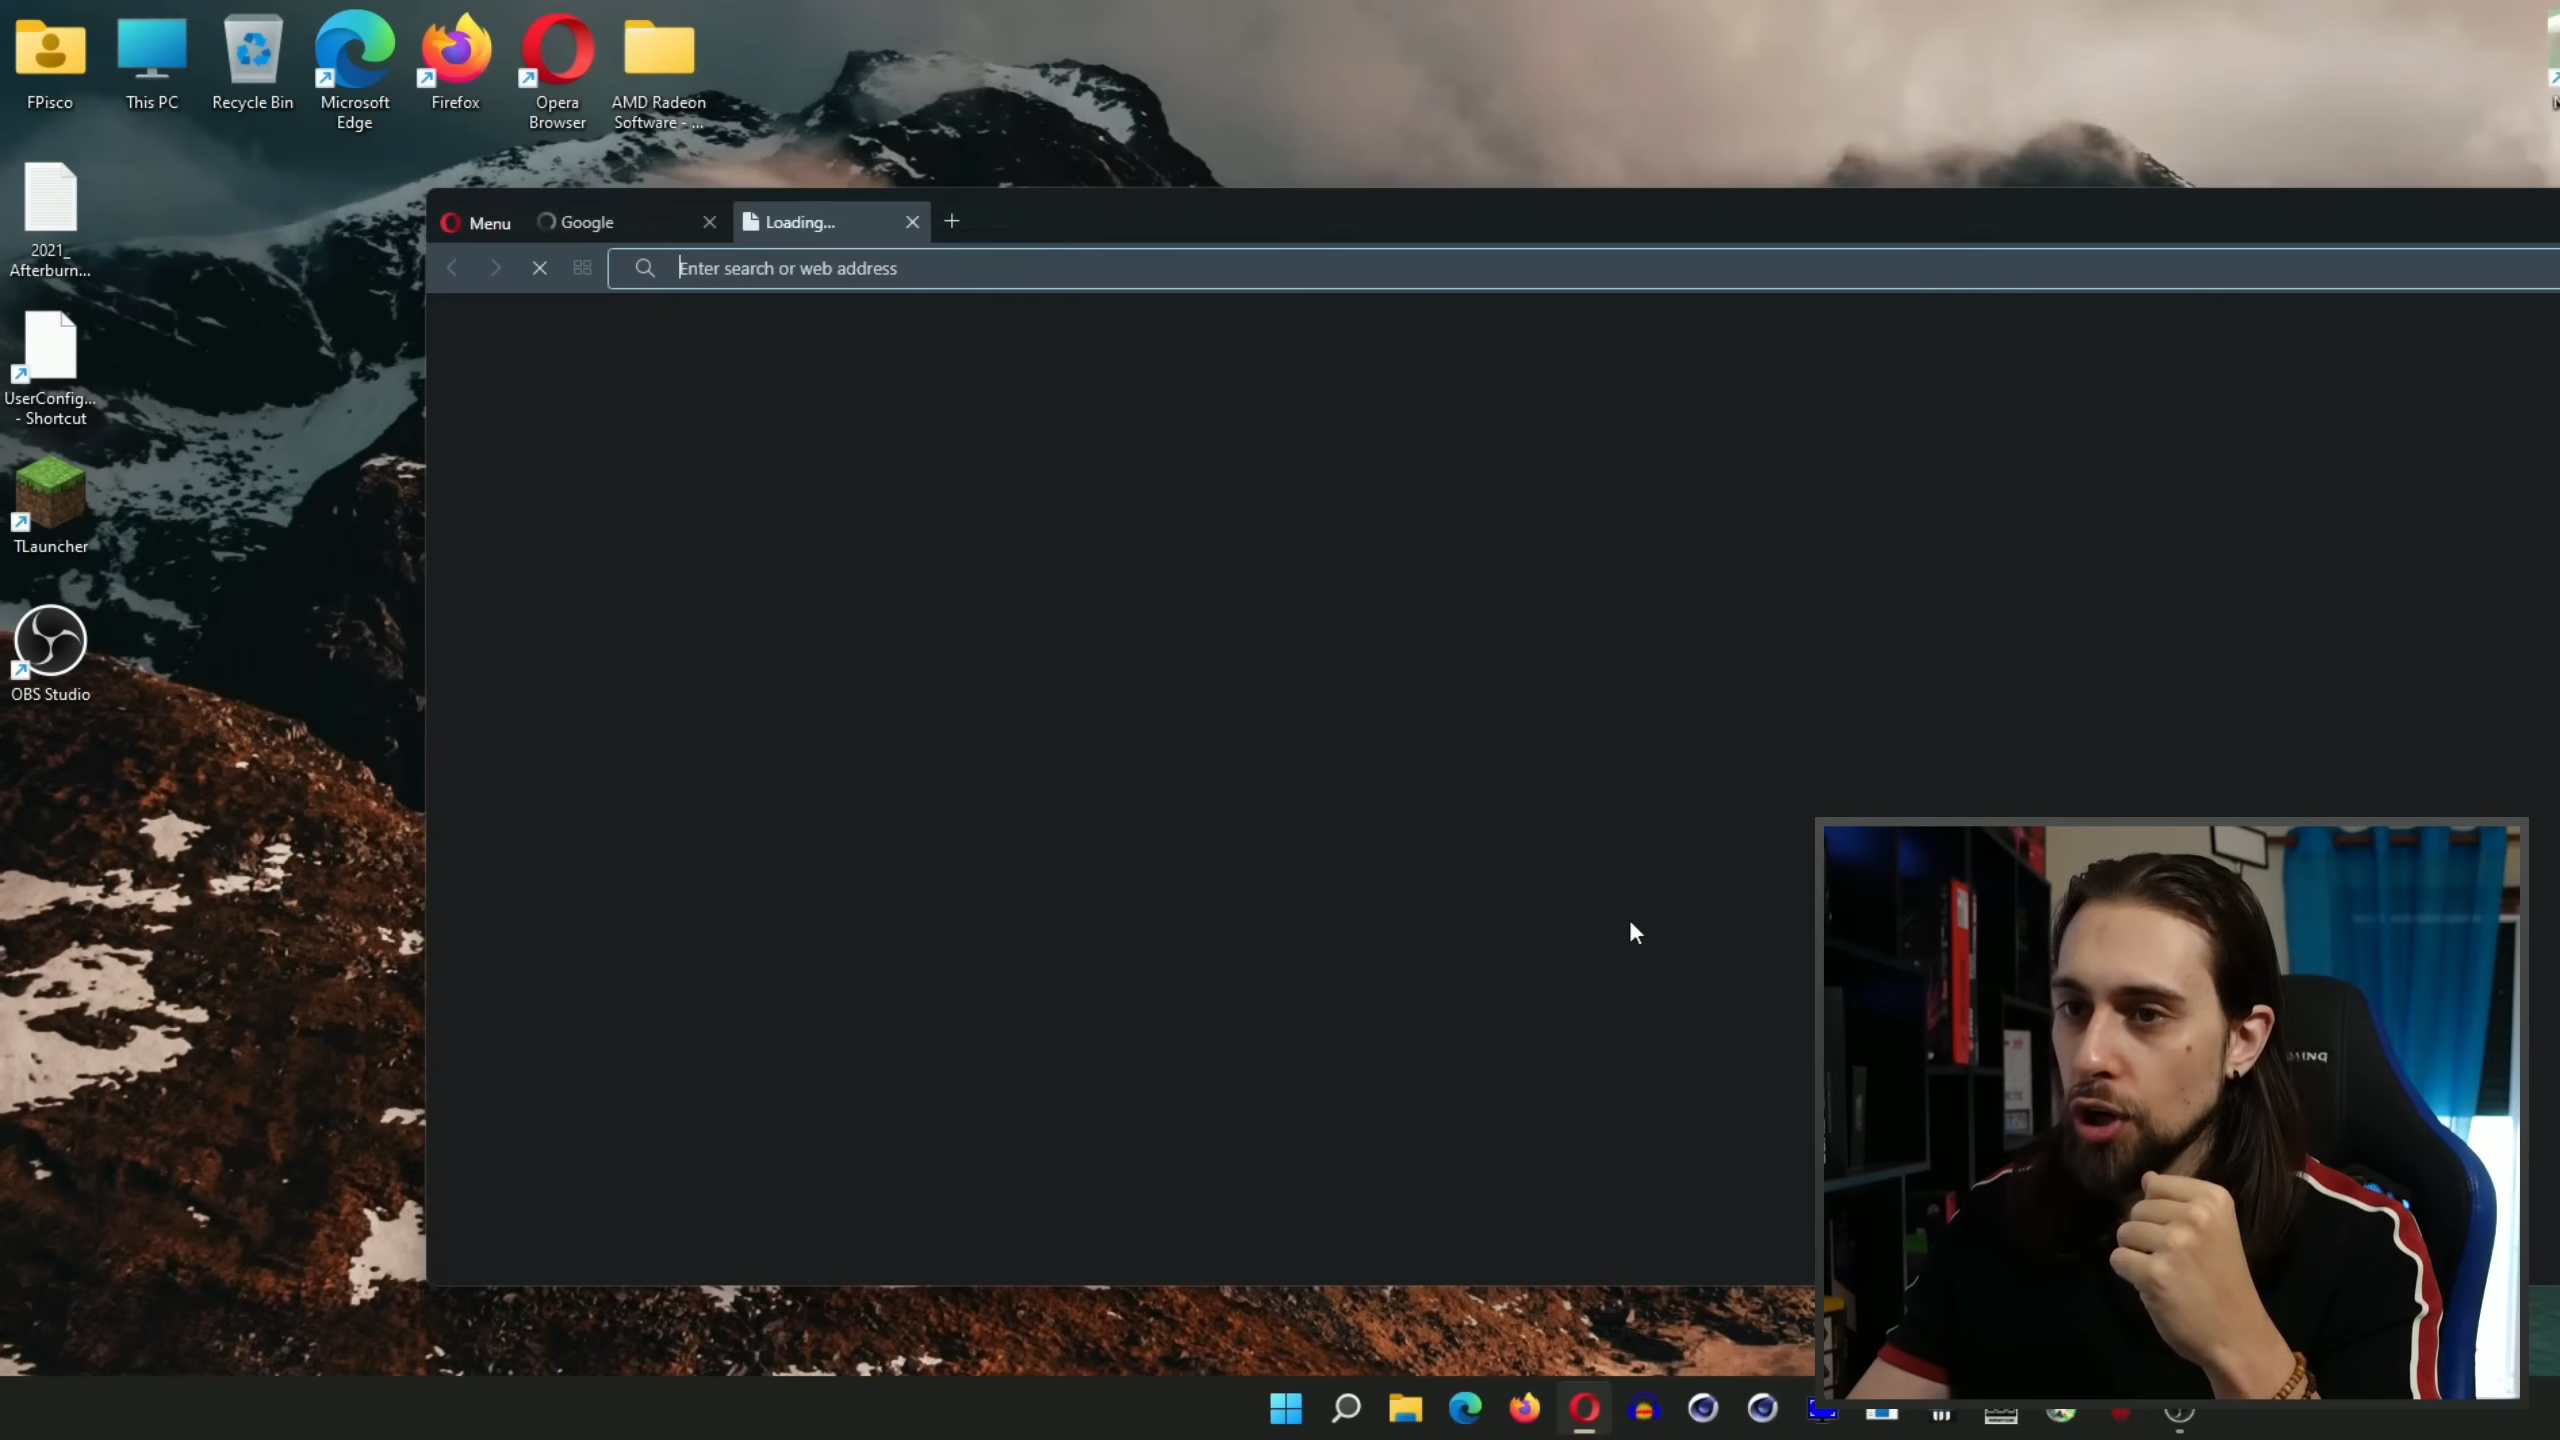 FPisco
This PC
Recycle Bin
Microsoft
Edge
Firefox
Opera
Browser
AMD Radeon
Software - ...
2021_
Afterburn...
UserConfig...
- Shortcut
TLauncher
OBS Studio
Menu
Google
Loading...
Enter search or web address